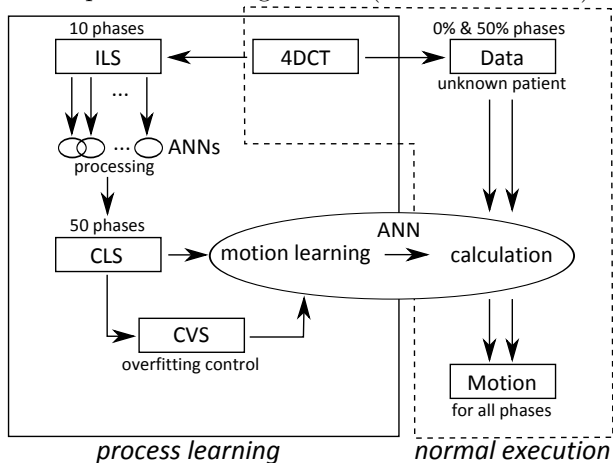 10 phases
ILS
4DCT
0% & 50% phases
Data
unknown patient
...
... ANNs
processing
50 phases
CLS
motion learning
ANN
calculation
CVS
overfitting control
Motion
for all phases
process learning
normal execution